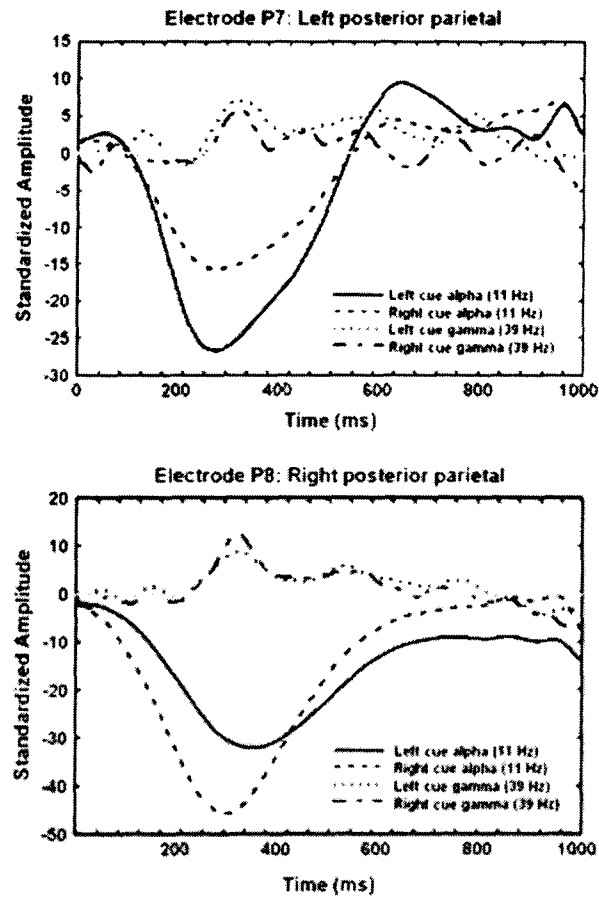 Electrode P7: Left posterior parietal
15
10
5
0
-5
-10
-15
-20
-25
-30
Standardized Amplitude
Left cue alpha (11 Hz)
Right cue alpha (11 Hz)
Left cue gamma (39 Hz)
Right cue gamma (39 Hz)
0 200 400 600 800 1000
Time (ms)
Electrode P8: Right posterior parietal
20
10
0
-10
-20
-30
-40
-50
Standardized Amplitude
Left cue alpha (11 Hz)
Right cue alpha (11 Hz)
Left cue gamma (39 Hz)
Right cue gamma (39 Hz)
200 400 600 800 1000
Time (ms)